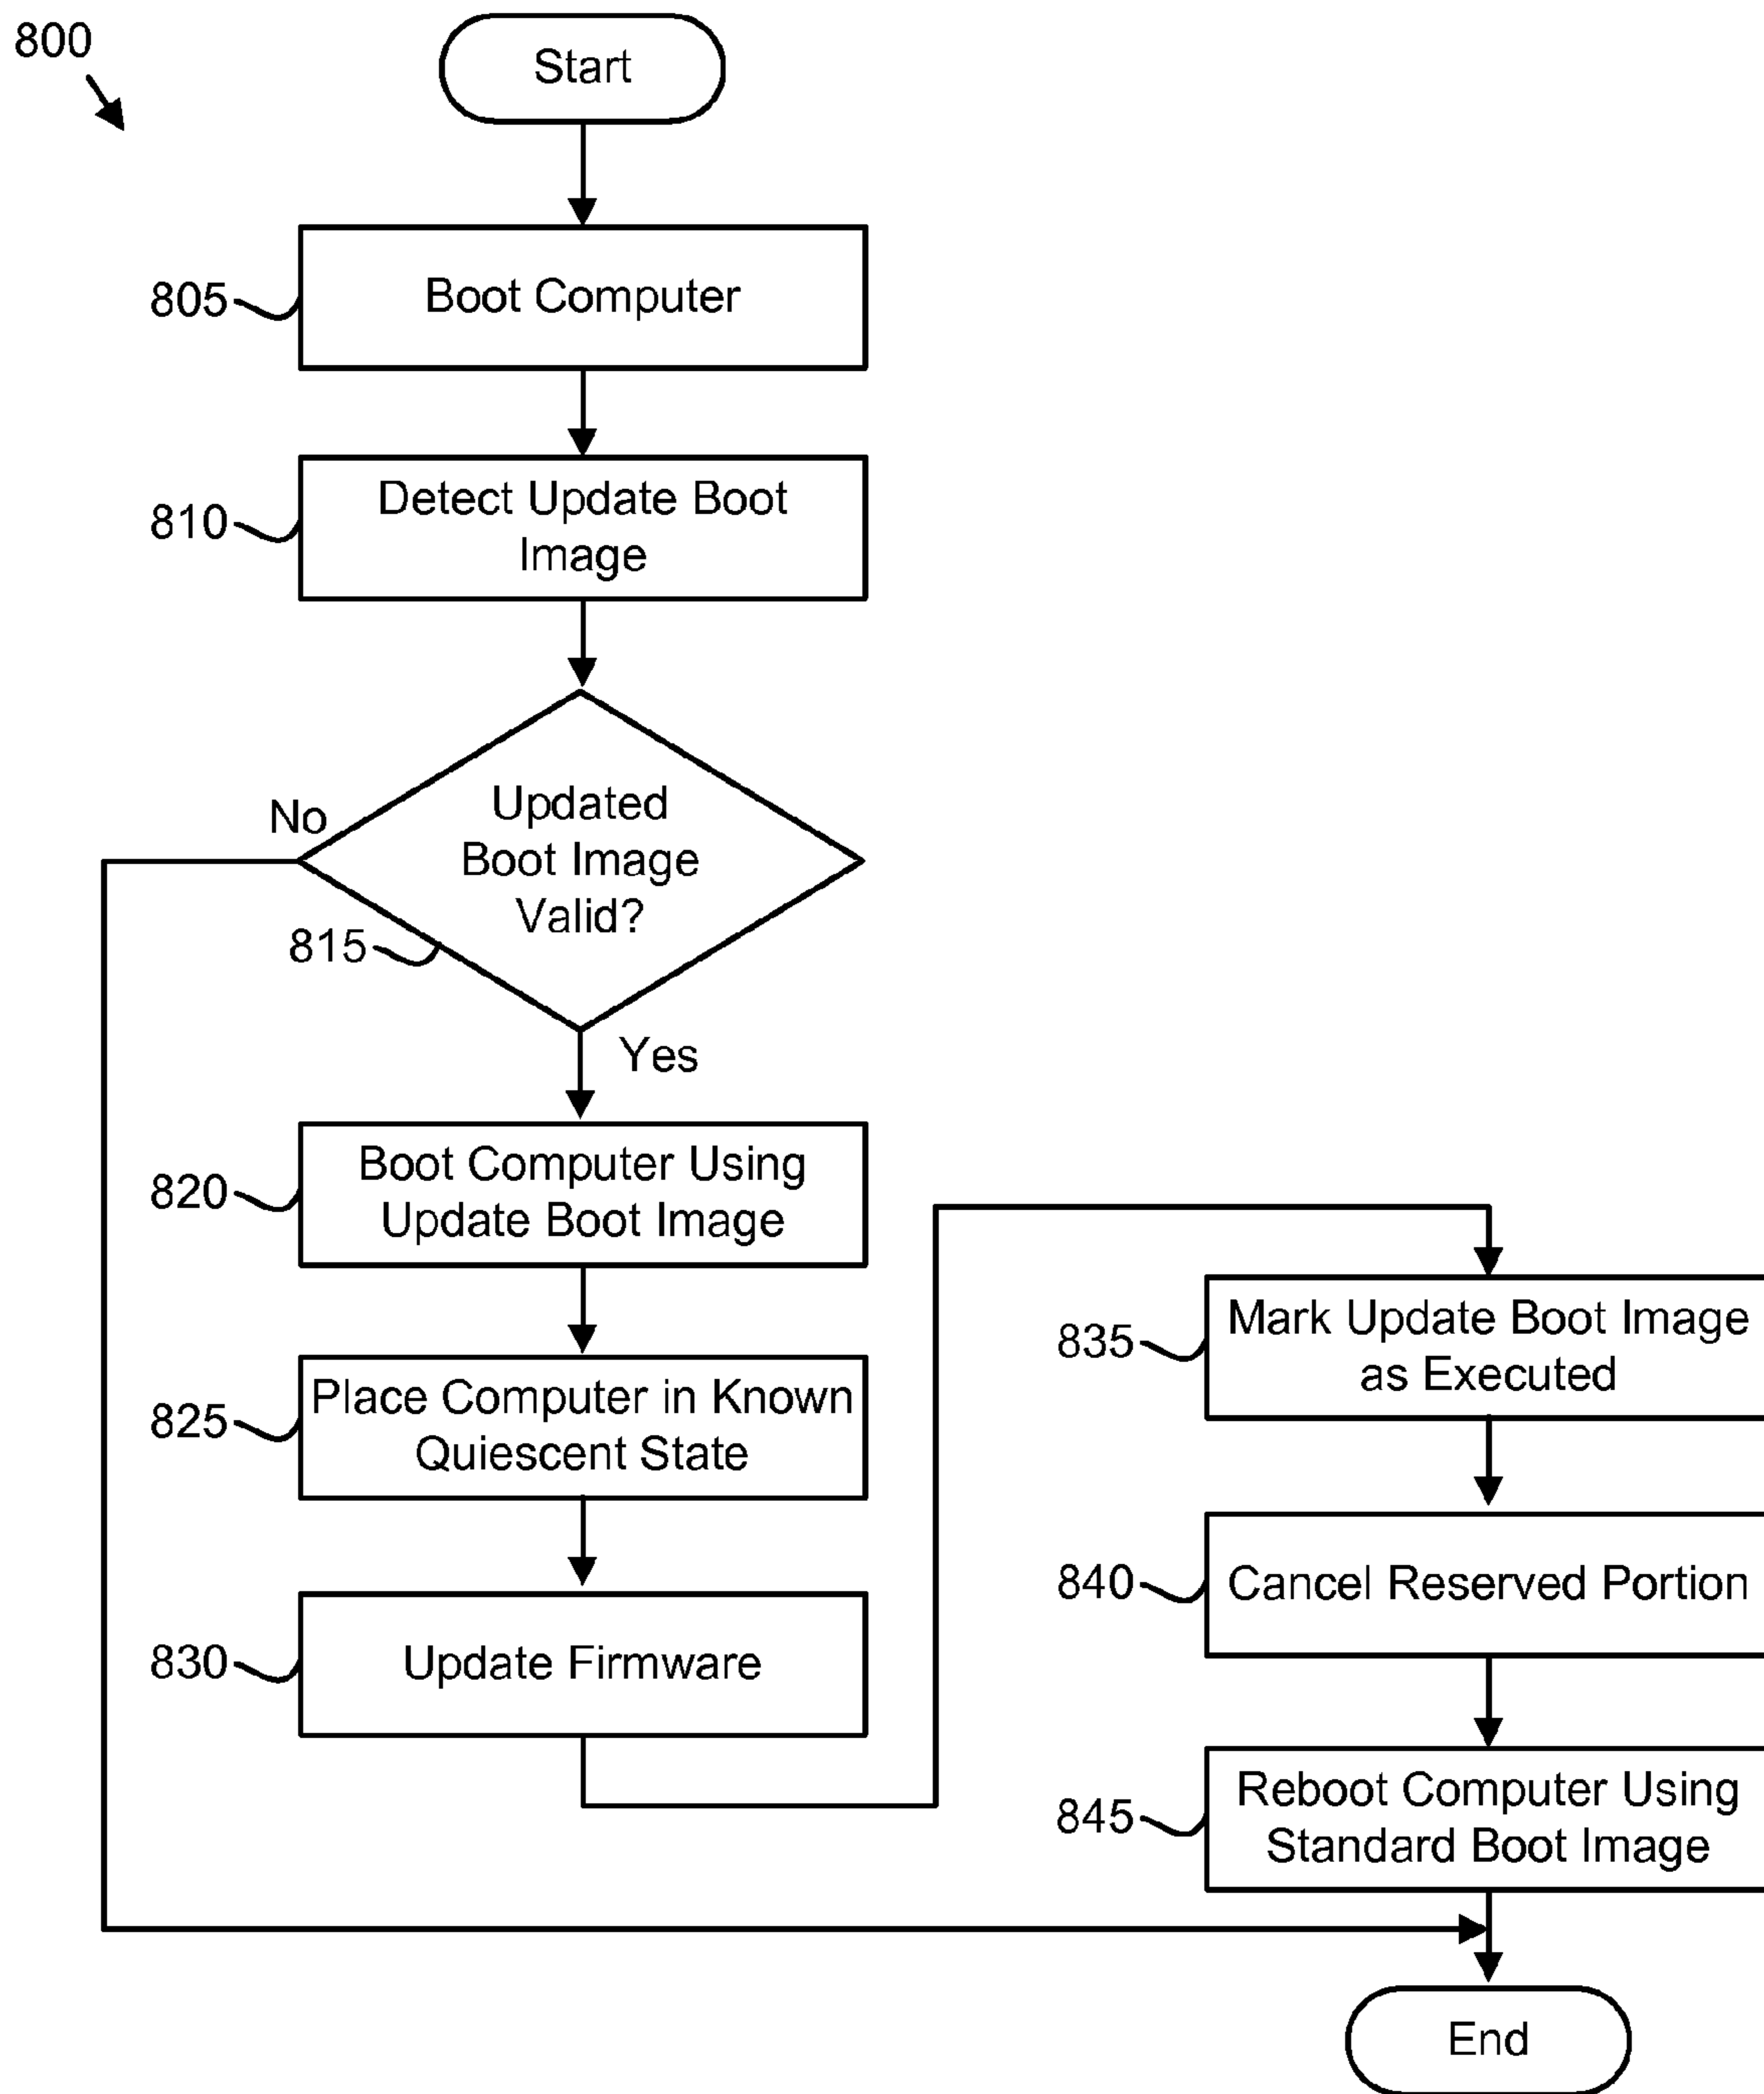 800
Start
805
Boot Computer
810
Detect Update Boot
Image
No
Updated
Boot Image
Valid?
815
Yes
820
Boot Computer Using
Update Boot Image
825
Place Computer in Known
Quiescent State
830
Update Firmware
835
Mark Update Boot Image
as Executed
840
Cancel Reserved Portion
845
Reboot Computer Using
Standard Boot Image
End